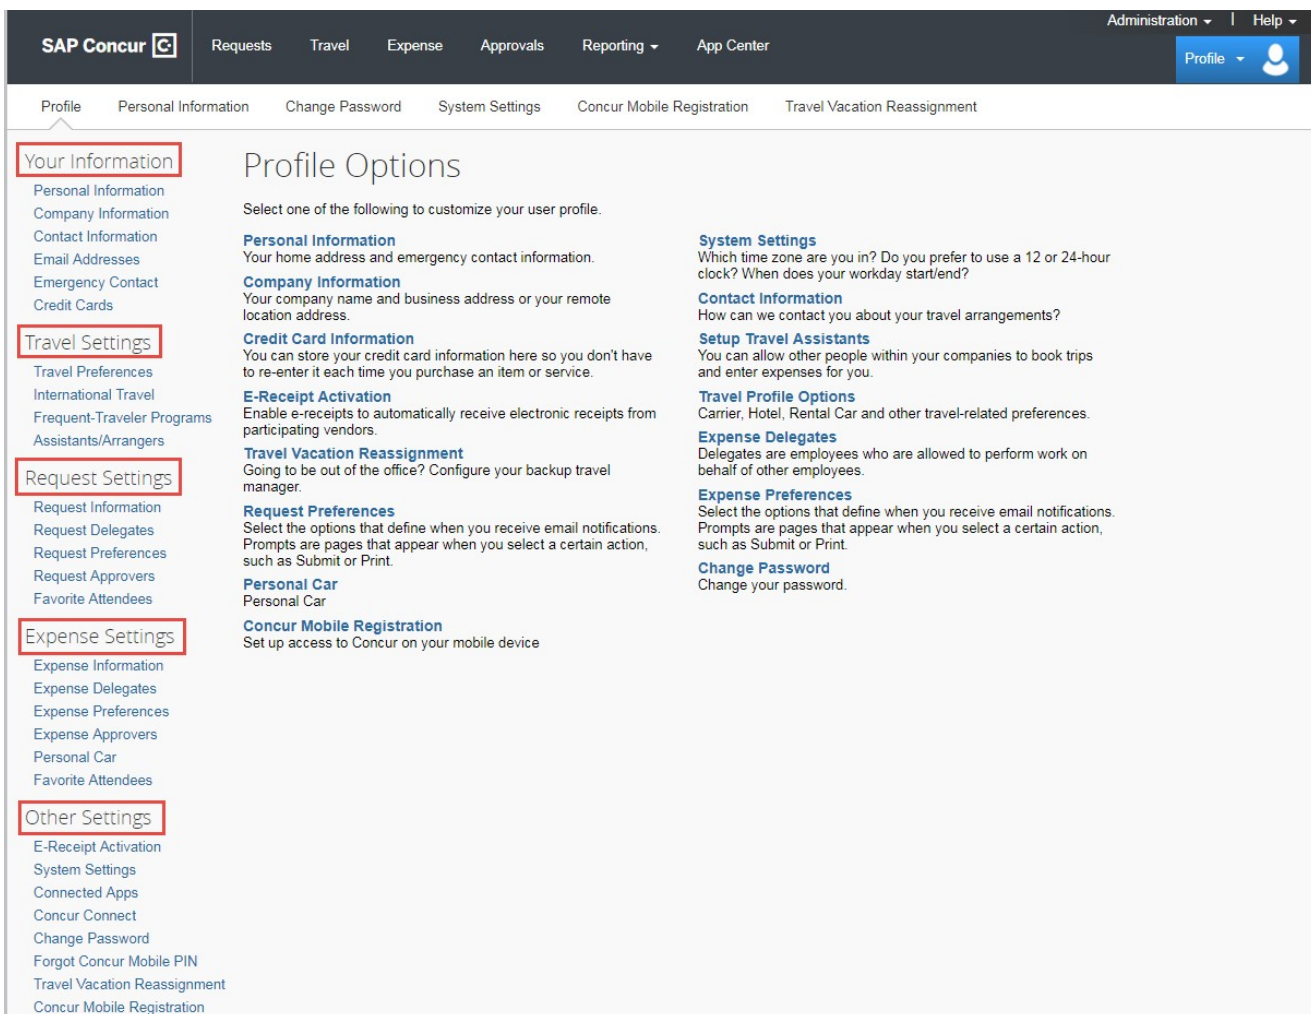 Administration | Help
SAP Concur C Requests Travel Expense Approvals Reporting App Center
Profile
Profile Personal Information Change Password System Settings Concur Mobile Registration Travel Vacation Reassignment
Your Information
Personal Information
Company Information
Contact Information
Email Addresses
Emergency Contact
Credit Cards
Travel Settings
Travel Preferences
International Travel
Frequent-Traveler Programs
Assistants/Arrangers
Request Settings
Request Information
Request Delegates
Request Preferences
Request Approvers
Favorite Attendees
Expense Settings
Expense Information
Expense Delegates
Expense Preferences
Expense Approvers
Personal Car
Favorite Attendees
Other Settings
E-Receipt Activation
System Settings
Connected Apps
Concur Connect
Change Password
Forgot Concur Mobile PIN
Travel Vacation Reassignment
Concur Mobile Registration
Profile Options
Select one of the following to customize your user profile.
Personal Information
Your home address and emergency contact information.
Company Information
Your company name and business address or your remote
location address.
Credit Card Information
You can store your credit card information here so you don't have
to re-enter it each time you purchase an item or service.
E-Receipt Activation
Enable e-receipts to automatically receive electronic receipts from
participating vendors.
Travel Vacation Reassignment
Going to be out of the office? Configure your backup travel
manager.
Request Preferences
Select the options that define when you receive email notifications.
Prompts are pages that appear when you select a certain action,
such as Submit or Print.
Personal Car
Personal Car
Concur Mobile Registration
Set up access to Concur on your mobile device
System Settings
Which time zone are you in? Do you prefer to use a 12 or 24-hour
clock? When does your workday start/end?
Contact Information
How can we contact you about your travel arrangements?
Setup Travel Assistants
You can allow other people within your companies to book trips
and enter expenses for you.
Travel Profile Options
Carrier, Hotel, Rental Car and other travel-related preferences.
Expense Delegates
Delegates are employees who are allowed to perform work on
behalf of other employees.
Expense Preferences
Select the options that define when you receive email notifications.
Prompts are pages that appear when you select a certain action,
such as Submit or Print.
Change Password
Change your password.